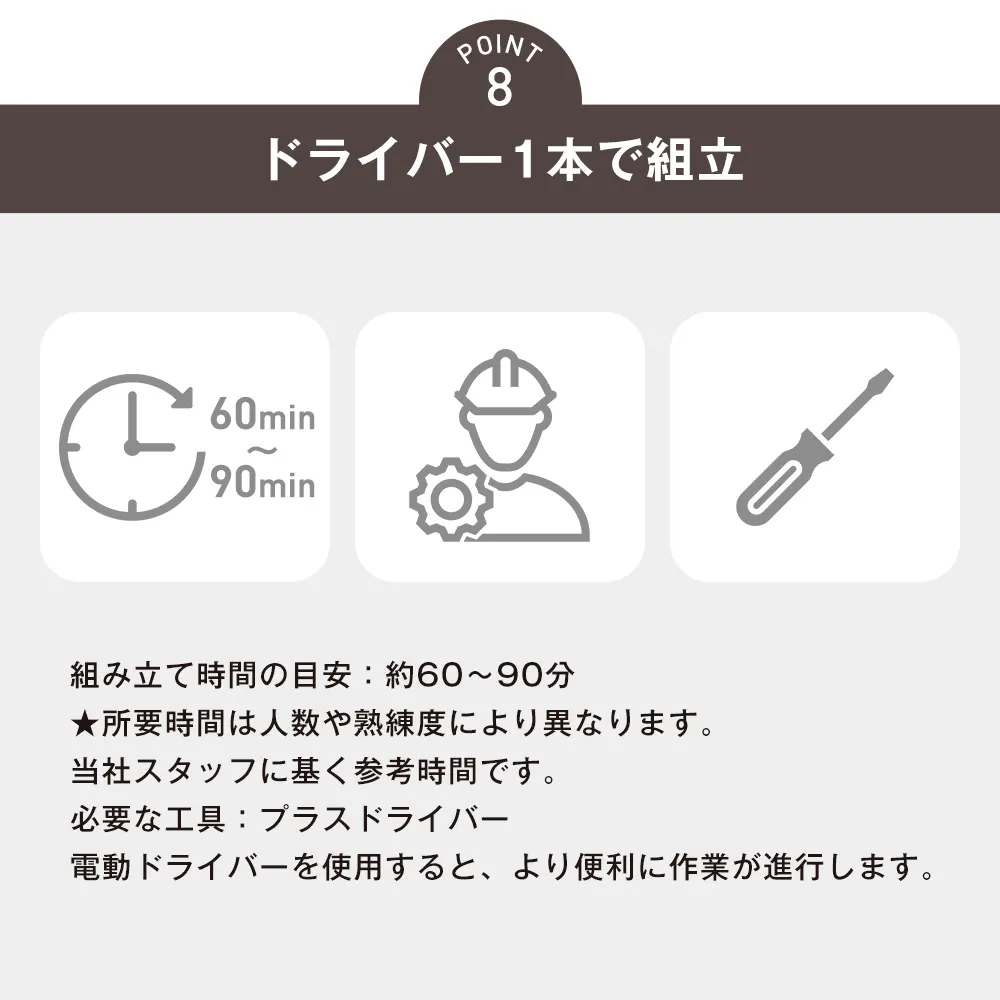 POINT
8
ドライバー1本で組立
60min
～
90min
組み立て時間の目安：約60～90分
★所要時間は人数や熟練度により異なります。
当社スタッフに基く参考時間です。
必要な工具：プラスドライバー
電動ドライバーを使用すると、より便利に作業が進行します。